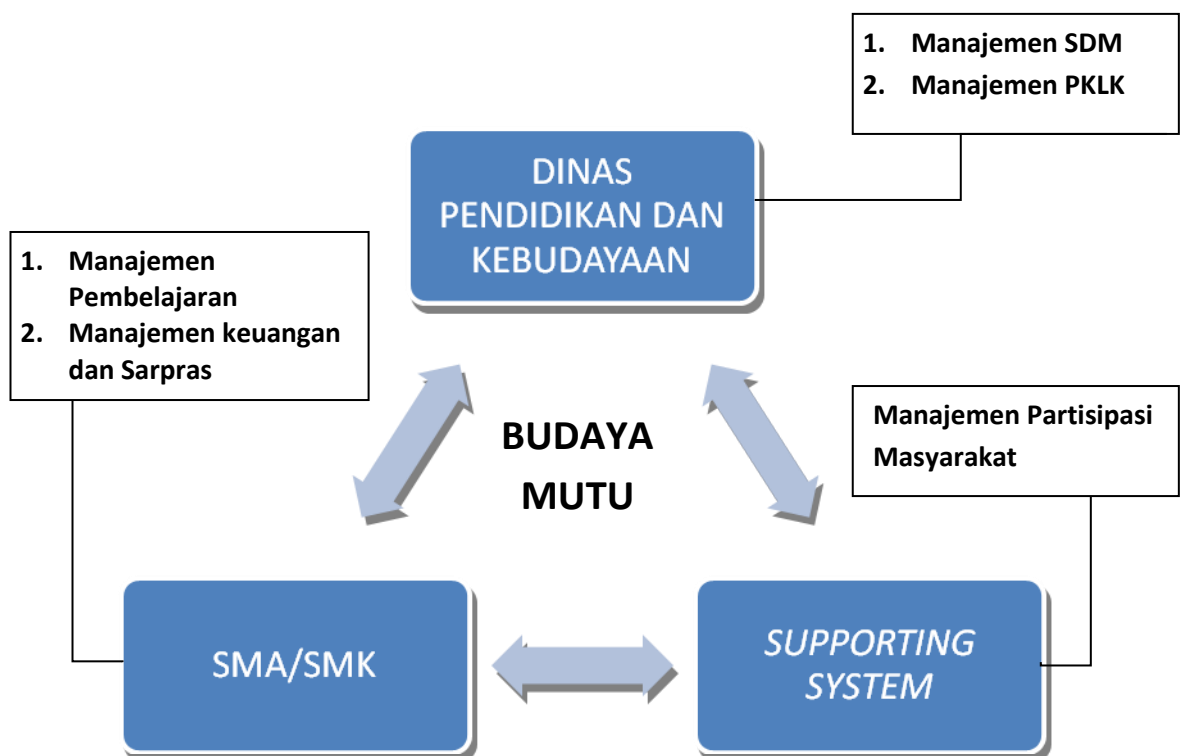 1. Manajemen SDM
2. Manajemen PKLK
DINAS
PENDIDIKAN DAN
KEBUDAYAAN
1. Manajemen
Pembelajaran
2. Manajemen keuangan
dan Sarpras
BUDAYA
MUTU
Manajemen Partisipasi
Masyarakat
SMA/SMK
SUPPORTING
SYSTEM